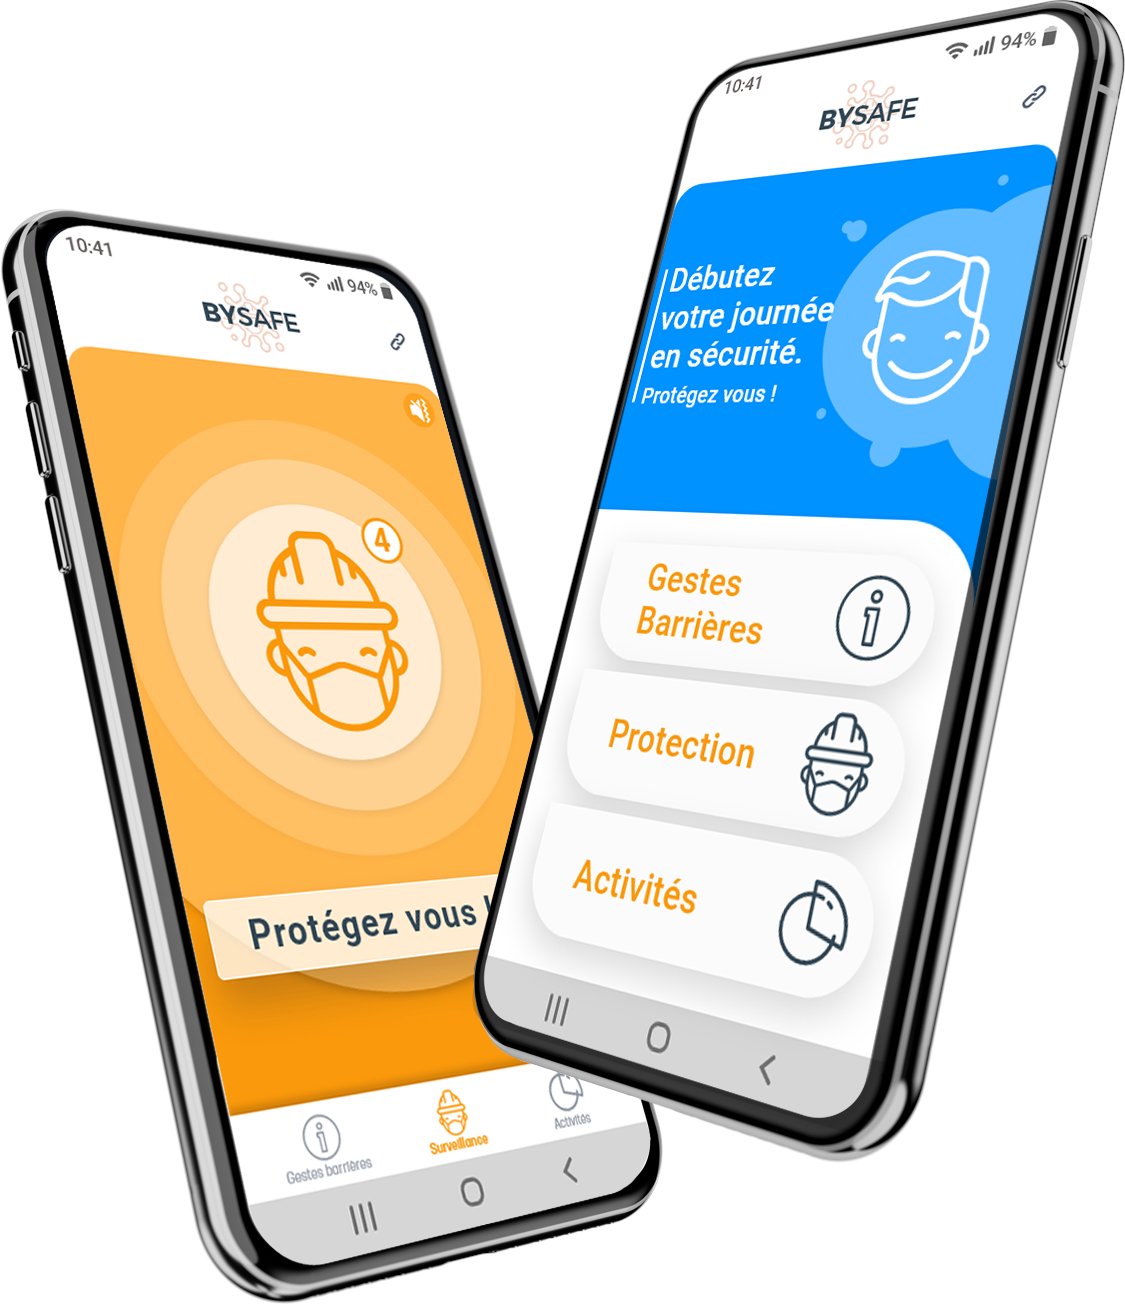 10:41
94%
BYSAFE
4
Protégez vous !
Gestes barrières
Surveillance
Activités
10:41
94%
BYSAFE
Débutez
votre journée
en sécurité.
Protégez vous !
Gestes
Barrières
Protection
Activités